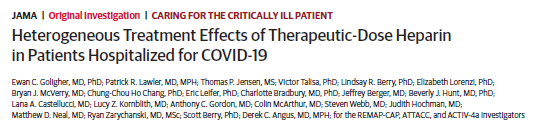 JAMA | Original Investigation | CARING FOR THE CRITICALLY ILL PATIENT
Heterogeneous Treatment Effects of Therapeutic-Dose Heparin
in Patients Hospitalized for COVID-19
Ewan C. Goligher, MD, PhD; Patrick R. Lawler, MD, MPH; Thomas P. Jensen, MS; Victor Talisa, PhD; Lindsay R. Berry, PhD; Elizabeth Lorenzi, PhD;
Bryan J. McVerry, MD; Chung-Chou Ho Chang, PhD; Eric Leifer, PhD; Charlotte Bradbury, MD, PhD; Jeffrey Berger, MD; Beverly J. Hunt, MD, PhD;
Lana A. Castellucci, MD; Lucy Z. Kornblith, MD; Anthony C. Gordon, MD; Colin McArthur, MD; Steven Webb, MD; Judith Hochman, MD;
Matthew D. Neal, MD; Ryan Zarychanski, MD, MSc; Scott Berry, PhD; Derek C. Angus, MD, MPH; for the REMAP-CAP, ATTACC, and ACTIV-4a Investigators